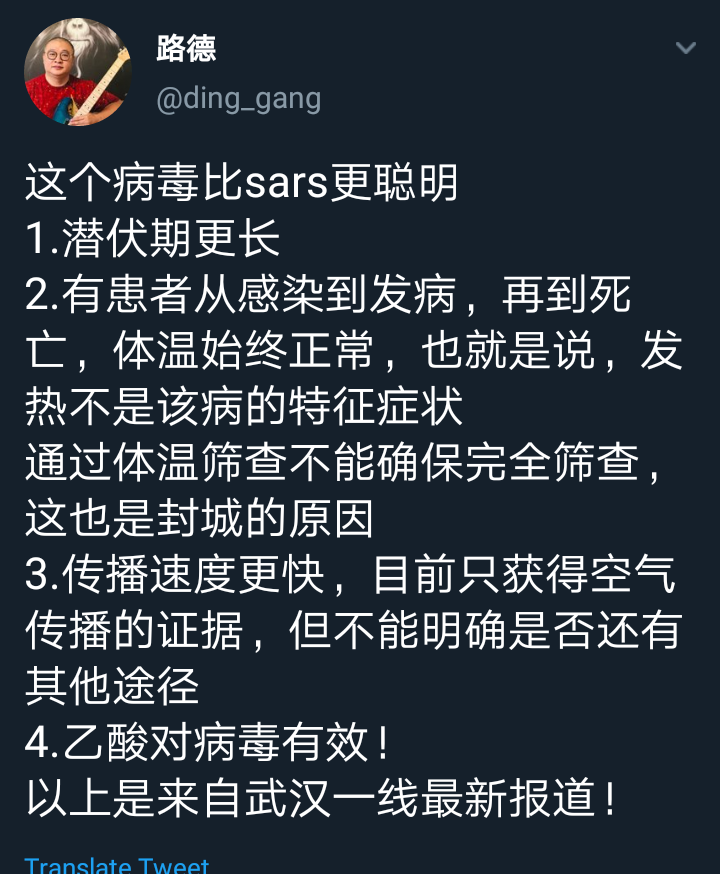 路德
@ding_gang
这个病毒比sars更聪明
1.潜伏期更长
2.有患者从感染到发病，再到死
亡，体温始终正常，也就是说，发
热不是该病的特征症状
通过体温筛查不能确保完全筛查，
这也是封城的原因
3.传播速度更快，目前只获得空气
传播的证据，但不能明确是否还有
其他途径
4.乙酸对病毒有效！
以上是来自武汉一线最新报道！
Translate Tweet